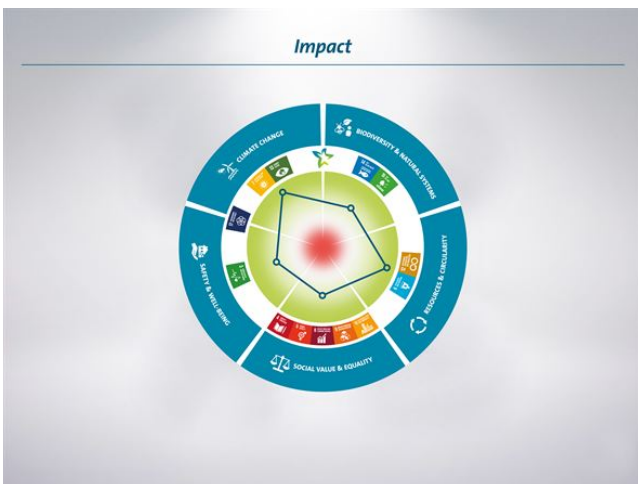 Impact
CLIMATE CHANGE
BIODIVERSITY & NATURAL SYSTEMS
RESOURCES & CIRCULARITY
SOCIAL VALUE & EQUALITY
SAFETY & WELL-BEING